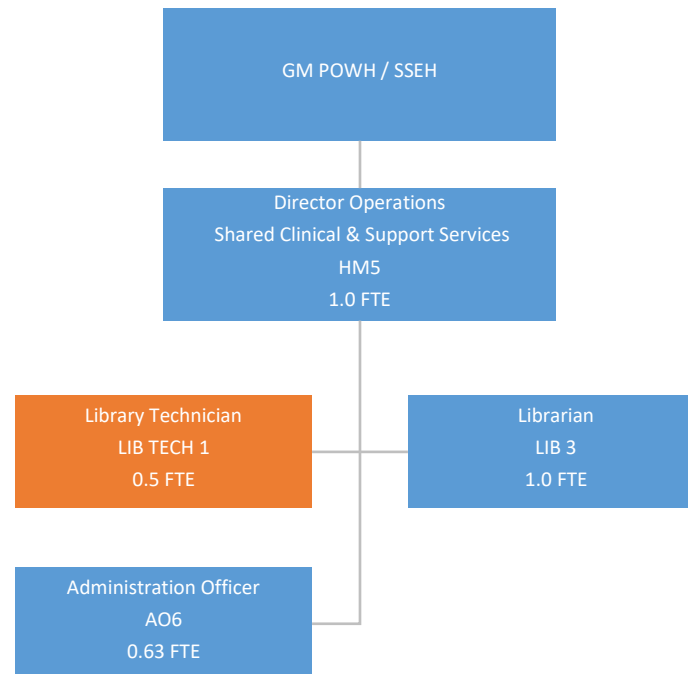 GM POWH / SSEH
Director Operations
Shared Clinical & Support Services
HM5
1.0 FTE
Library Technician
LIB TECH 1
0.5 FTE
Librarian
LIB 3
1.0 FTE
Administration Officer
AO6
0.63 FTE